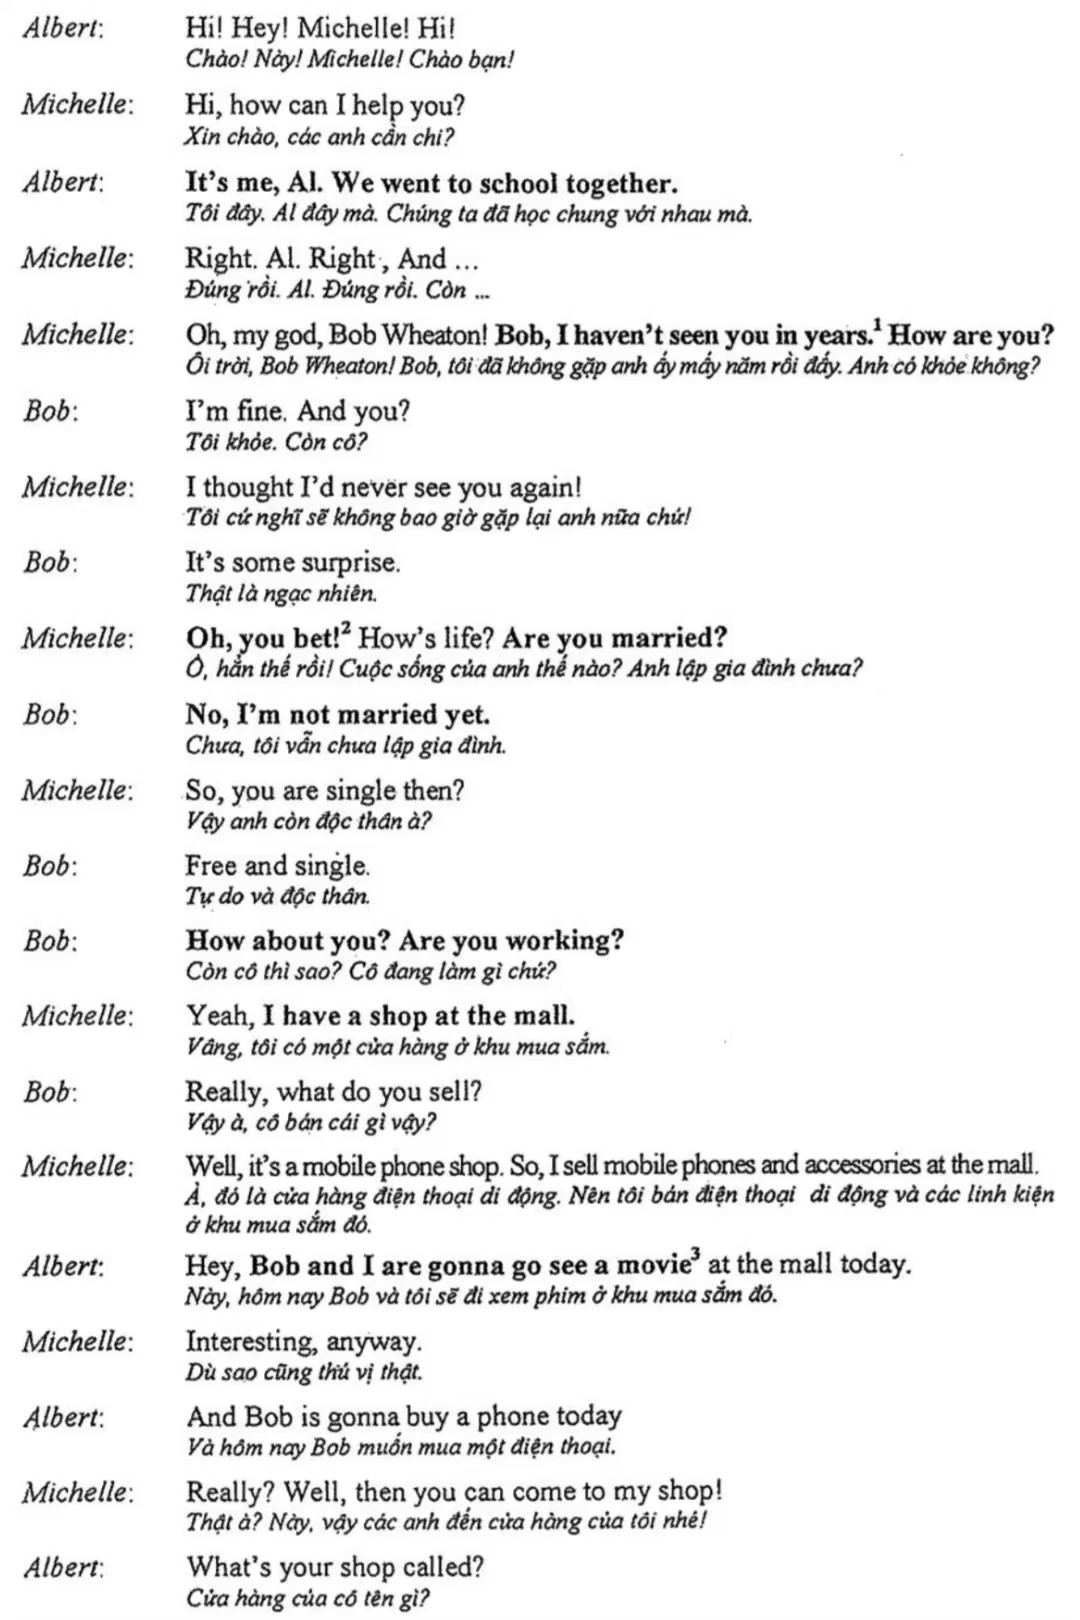 Albert: Hi! Hey! Michelle! Hi!
Chào! Này! Michelle! Chào bạn!
Michelle: Hi, how can I help you?
Xin chào, các anh cần chi?
Albert: It's me, Al. We went to school together.
Tôi đây. Al đây mà. Chúng ta đã học chung với nhau mà.
Michelle: Right. Al. Right, And ...
Đúng rồi. Al. Đúng rồi. Còn ...
Michelle: Oh, my god, Bob Wheaton! Bob, I haven't seen you in years.¹ How are you?
Ôi trời, Bob Wheaton! Bob, tôi đã không gặp anh ấy mấy năm rồi đấy. Anh có khỏe không?
Bob: I'm fine. And you?
Tôi khỏe. Còn cô?
Michelle: I thought I'd never see you again!
Tôi cứ nghĩ sẽ không bao giờ gặp lại anh nữa chứ!
Bob: It's some surprise.
Thật là ngạc nhiên.
Michelle: Oh, you bet!² How's life? Are you married?
Ồ, hẳn thế rồi! Cuộc sống của anh thế nào? Anh lập gia đình chưa?
Bob: No, I'm not married yet.
Chưa, tôi vẫn chưa lập gia đình.
Michelle: So, you are single then?
Vậy anh còn độc thân à?
Bob: Free and single.
Tự do và độc thân.
Bob: How about you? Are you working?
Còn cô thì sao? Cô đang làm gì chứ?
Michelle: Yeah, I have a shop at the mall.
Vâng, tôi có một cửa hàng ở khu mua sắm.
Bob: Really, what do you sell?
Vậy à, cô bán cái gì vậy?
Michelle: Well, it's a mobile phone shop. So, I sell mobile phones and accessories at the mall.
À, đó là cửa hàng điện thoại di động. Nên tôi bán điện thoại di động và các linh kiện
ở khu mua sắm đó.
Albert: Hey, Bob and I are gonna go see a movie³ at the mall today.
Này, hôm nay Bob và tôi sẽ đi xem phim ở khu mua sắm đó.
Michelle: Interesting, anyway.
Dù sao cũng thú vị thật.
Albert: And Bob is gonna buy a phone today
Và hôm nay Bob muốn mua một điện thoại.
Michelle: Really? Well, then you can come to my shop!
Thật à? Này, vậy các anh đến cửa hàng của tôi nhé!
Albert: What's your shop called?
Cửa hàng của cô tên gì?